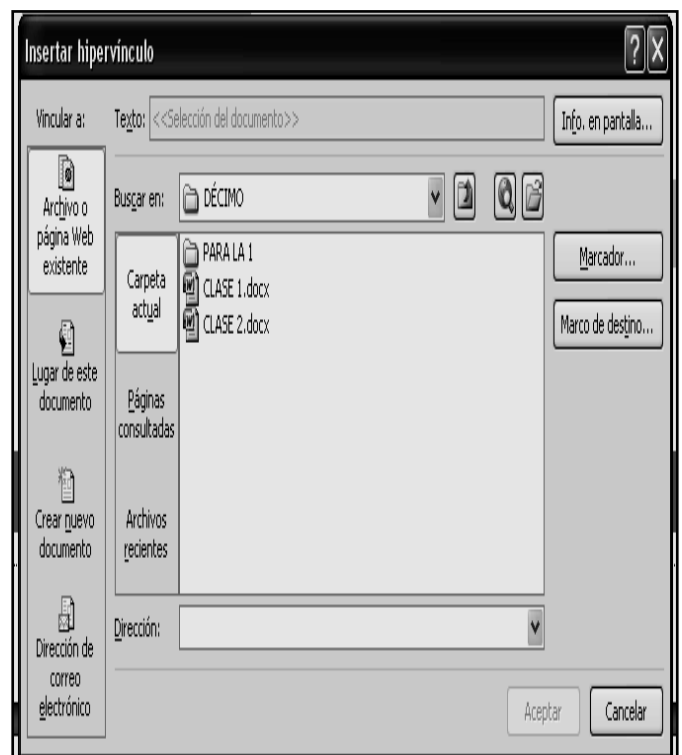 Insertar hipervínculo
Vincular a:
Texto: <<Selección del documento>>
Info. en pantalla...
Archivo o
página Web
existente
Buscar en:
DÉCIMO
Carpeta
actual
PARA LA 1
CLASE 1.docx
CLASE 2.docx
Marcador...
Marco de destino...
Lugar de este
documento
Páginas
consultadas
Crear nuevo
documento
Archivos
recientes
Dirección de
correo
electrónico
Dirección:
Aceptar
Cancelar